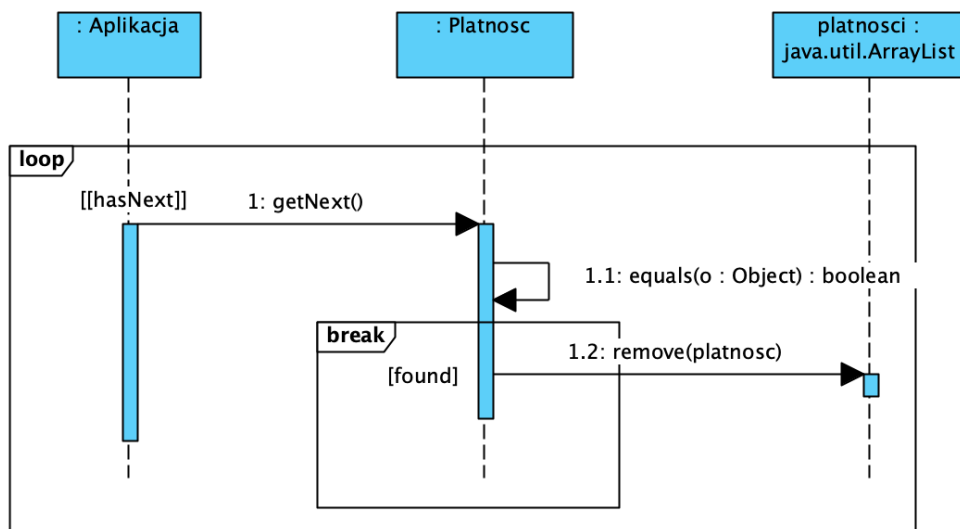 : Aplikacja
: Platnosc
platnosci :
java.util.ArrayList
loop
[[hasNext]]
1: getNext()
1.1: equals(o : Object) : boolean
break
1.2: remove(platnosc)
[found]